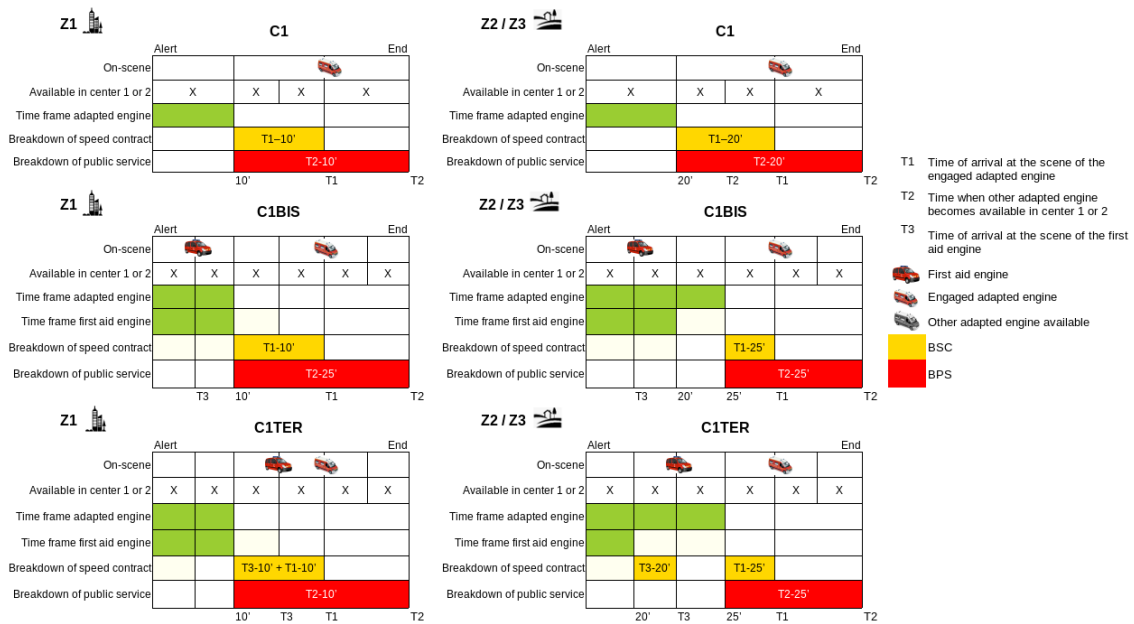 Z1
C1
Alert End
On-scene
Available in center 1 or 2 X X X X
Time frame adapted engine
Breakdown of speed contract T1–10’
Breakdown of public service T2-10’
10’ T1 T2
Z2 / Z3
C1
Alert End
On-scene
Available in center 1 or 2 X X X X
Time frame adapted engine
Breakdown of speed contract T1–20’
Breakdown of public service T2-20’
20’ T2 T1 T2
Z1
C1BIS
Alert End
On-scene
Available in center 1 or 2 X X X X X X
Time frame adapted engine
Time frame first aid engine
Breakdown of speed contract T1-10’
Breakdown of public service T2-25’
T3 10’ T1 T2
Z2 / Z3
C1BIS
Alert End
On-scene
Available in center 1 or 2 X X X X X X
Time frame adapted engine
Time frame first aid engine
Breakdown of speed contract T1-25’
Breakdown of public service T2-25’
T3 20’ 25’ T1 T2
Z1
C1TER
Alert End
On-scene
Available in center 1 or 2 X X X X X X
Time frame adapted engine
Time frame first aid engine
Breakdown of speed contract T3-10’ + T1-10’
Breakdown of public service T2-10’
10’ T3 T1 T2
Z2 / Z3
C1TER
Alert End
On-scene
Available in center 1 or 2 X X X X X X
Time frame adapted engine
Time frame first aid engine
Breakdown of speed contract T3-20’ T1-25’
Breakdown of public service T2-25’
20’ T3 25’ T1 T2
T1 Time of arrival at the scene of the
engaged adapted engine
T2 Time when other adapted engine
becomes available in center 1 or 2
T3 Time of arrival at the scene of the first
aid engine
First aid engine
Engaged adapted engine
Other adapted engine available
BSC
BPS